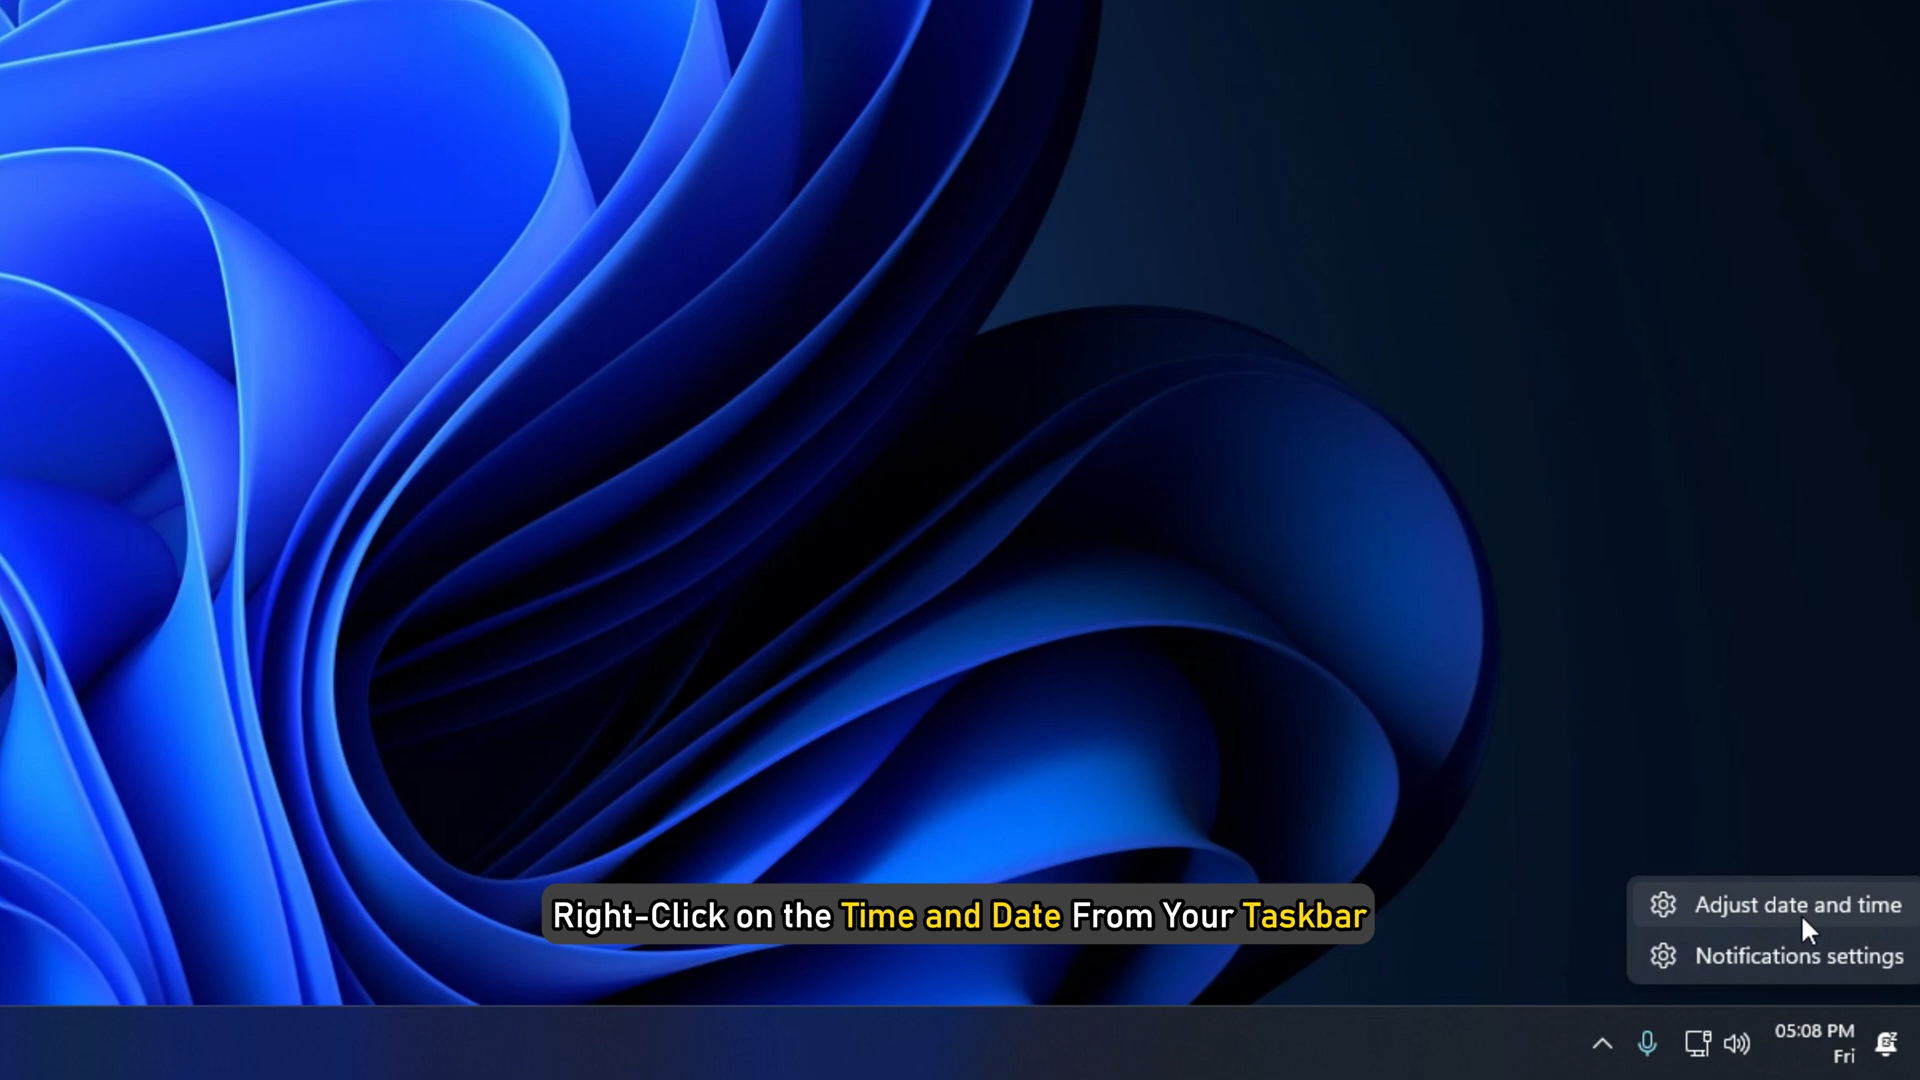 Right-Click on the Time and Date From Your Taskbar
Adjust date and time
Notifications settings
05:08 PM
Fri